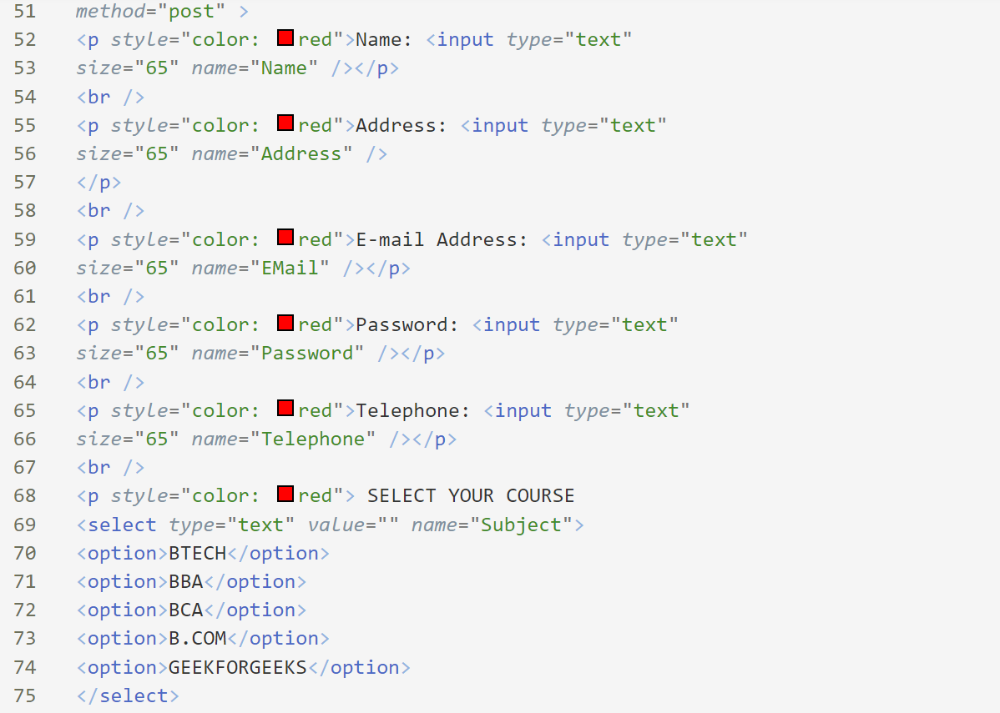 51 method="post" >
52 <p style="color: red">Name: <input type="text"
53 size="65" name="Name" /></p>
54 <br />
55 <p style="color: red">Address: <input type="text"
56 size="65" name="Address" />
57 </p>
58 <br />
59 <p style="color: red">E-mail Address: <input type="text"
60 size="65" name="EMail" /></p>
61 <br />
62 <p style="color: red">Password: <input type="text"
63 size="65" name="Password" /></p>
64 <br />
65 <p style="color: red">Telephone: <input type="text"
66 size="65" name="Telephone" /></p>
67 <br />
68 <p style="color: red"> SELECT YOUR COURSE
69 <select type="text" value="" name="Subject">
70 <option>BTECH</option>
71 <option>BBA</option>
72 <option>BCA</option>
73 <option>B.COM</option>
74 <option>GEEKFORGEEKS</option>
75 </select>